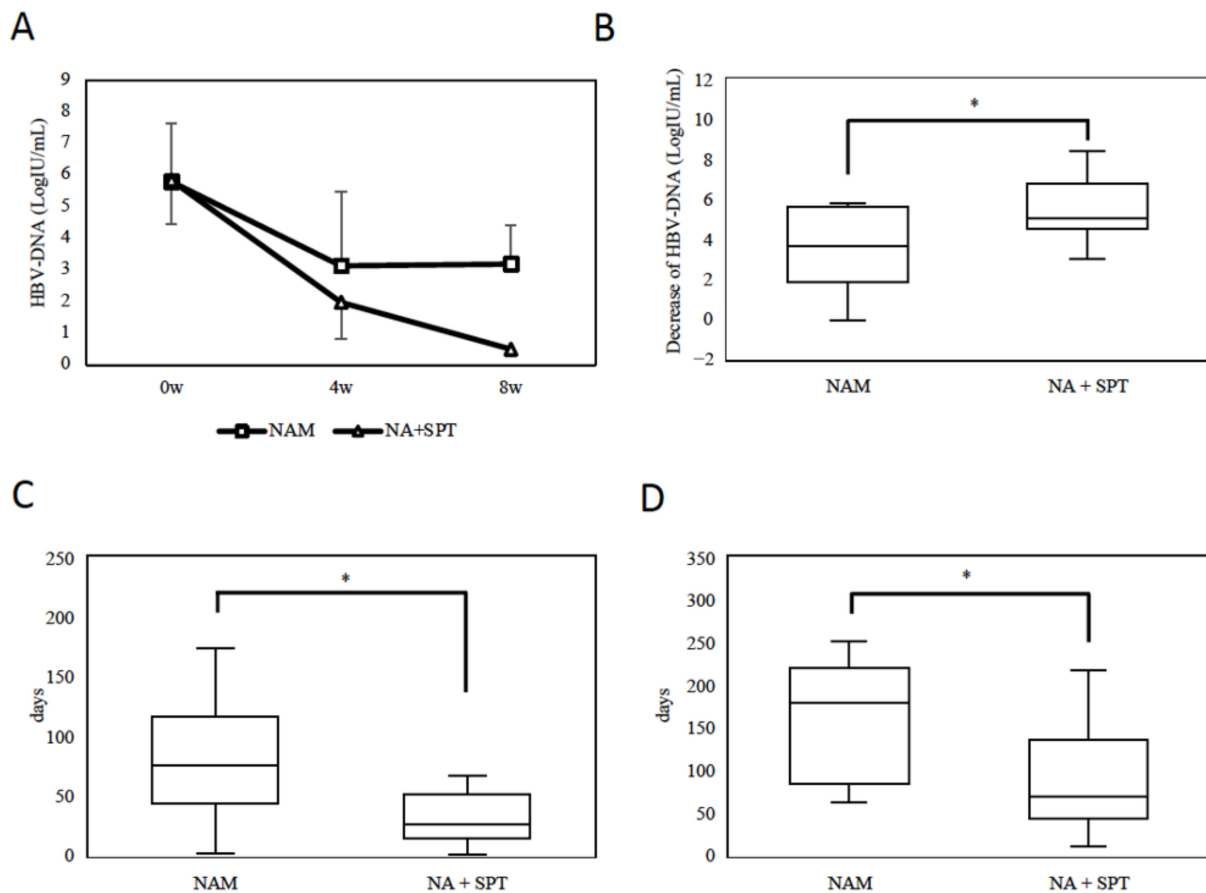 A
HBV-DNA (LogIU/mL)
9
8
7
6
5
4
3
2
1
0
0w 4w 8w
NAM NA+SPT
B
Decrease of HBV-DNA (LogIU/mL)
12
10
8
6
4
2
0
−2
*
NAM NA + SPT
C
days
250
200
150
100
50
0
*
NAM NA + SPT
D
days
350
300
250
200
150
100
50
0
*
NAM NA + SPT